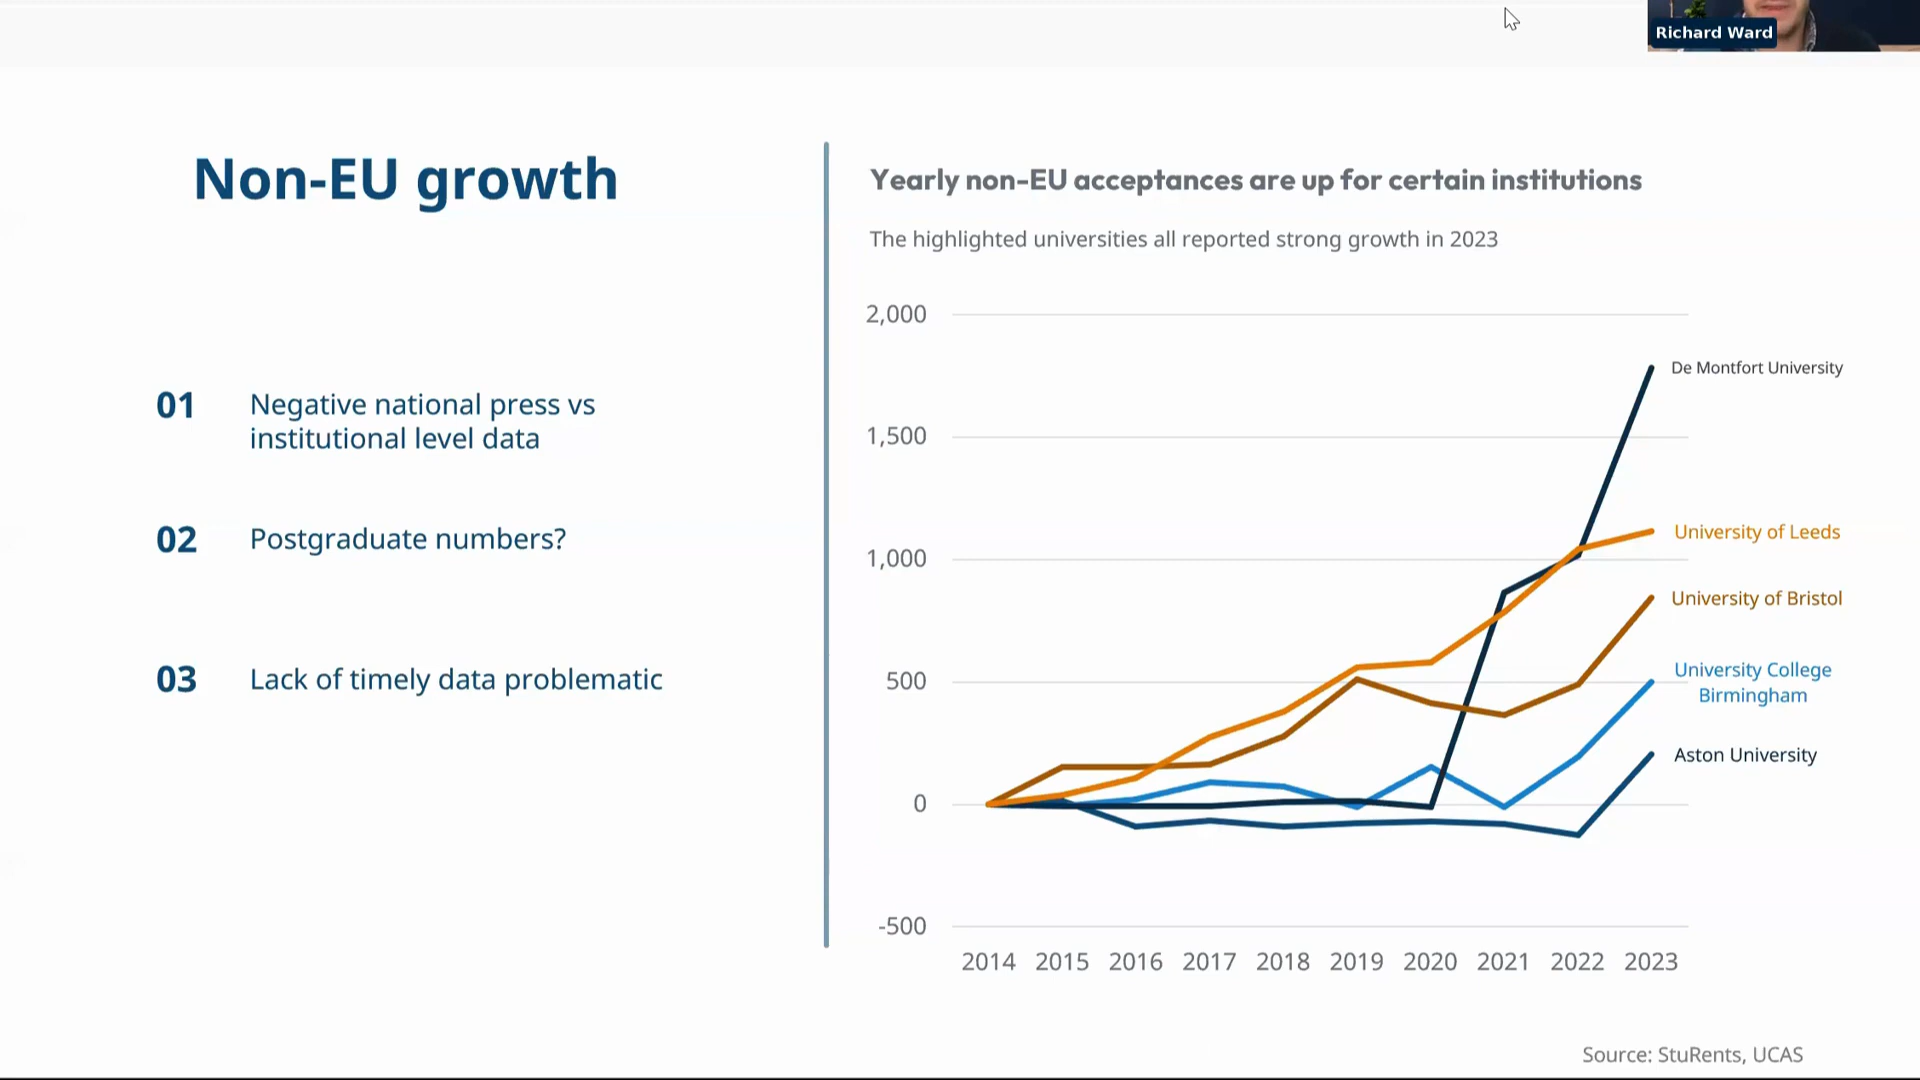 Richard Ward
Non-EU growth
01
Negative national press vs
institutional level data
02
Postgraduate numbers?
03
Lack of timely data problematic
Yearly non-EU acceptances are up for certain institutions
The highlighted universities all reported strong growth in 2023
2,000
1,500
1,000
500
0
-500
De Montfort University
University of Leeds
University of Bristol
University College
Birmingham
Aston University
2014 2015 2016 2017 2018 2019 2020 2021 2022 2023
Source: StuRents, UCAS